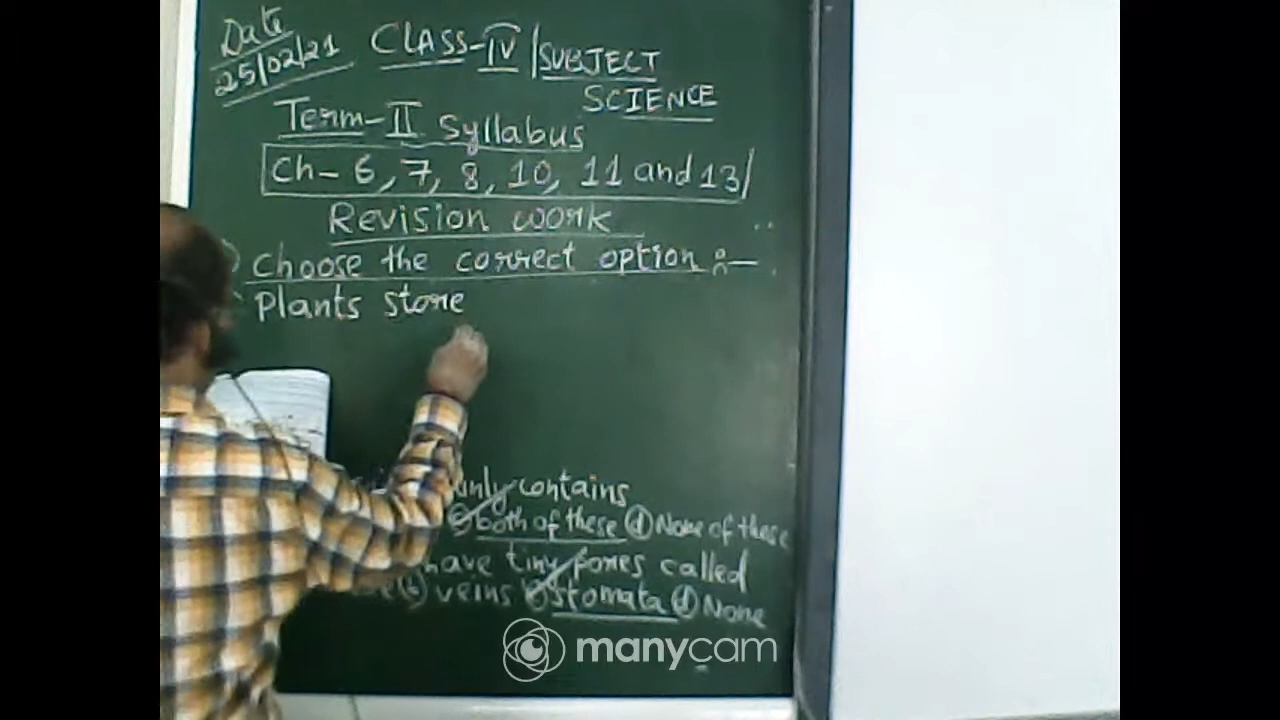 Date
25/02/21
CLASS-IV / SUBJECT
SCIENCE
Term-II Syllabus
Ch- 6, 7, 8, 10, 11 and 13/
Revision work
Choose the correct option :-
Plants store
contains
both of these (d) None of these
have tiny pores called
(b) veins (c) stomata (d) None
manycam